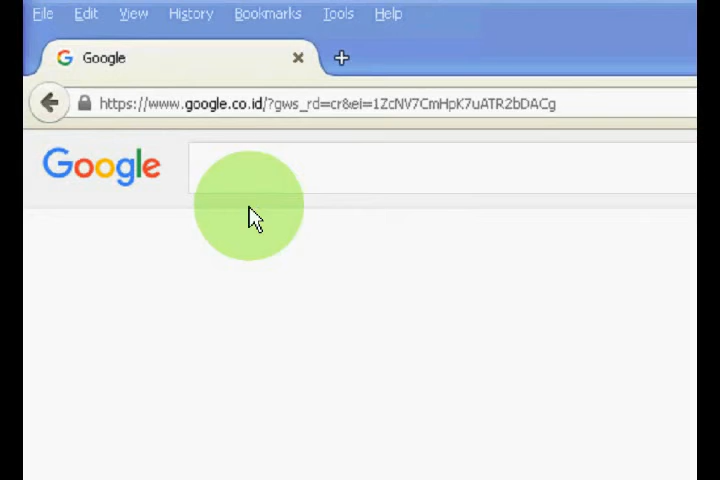 File Edit View History Bookmarks Tools Help
Google
https://www.google.co.id/?gws_rd=cr&ei=1ZcNV7CmHpK7uATR2bDACg
Google